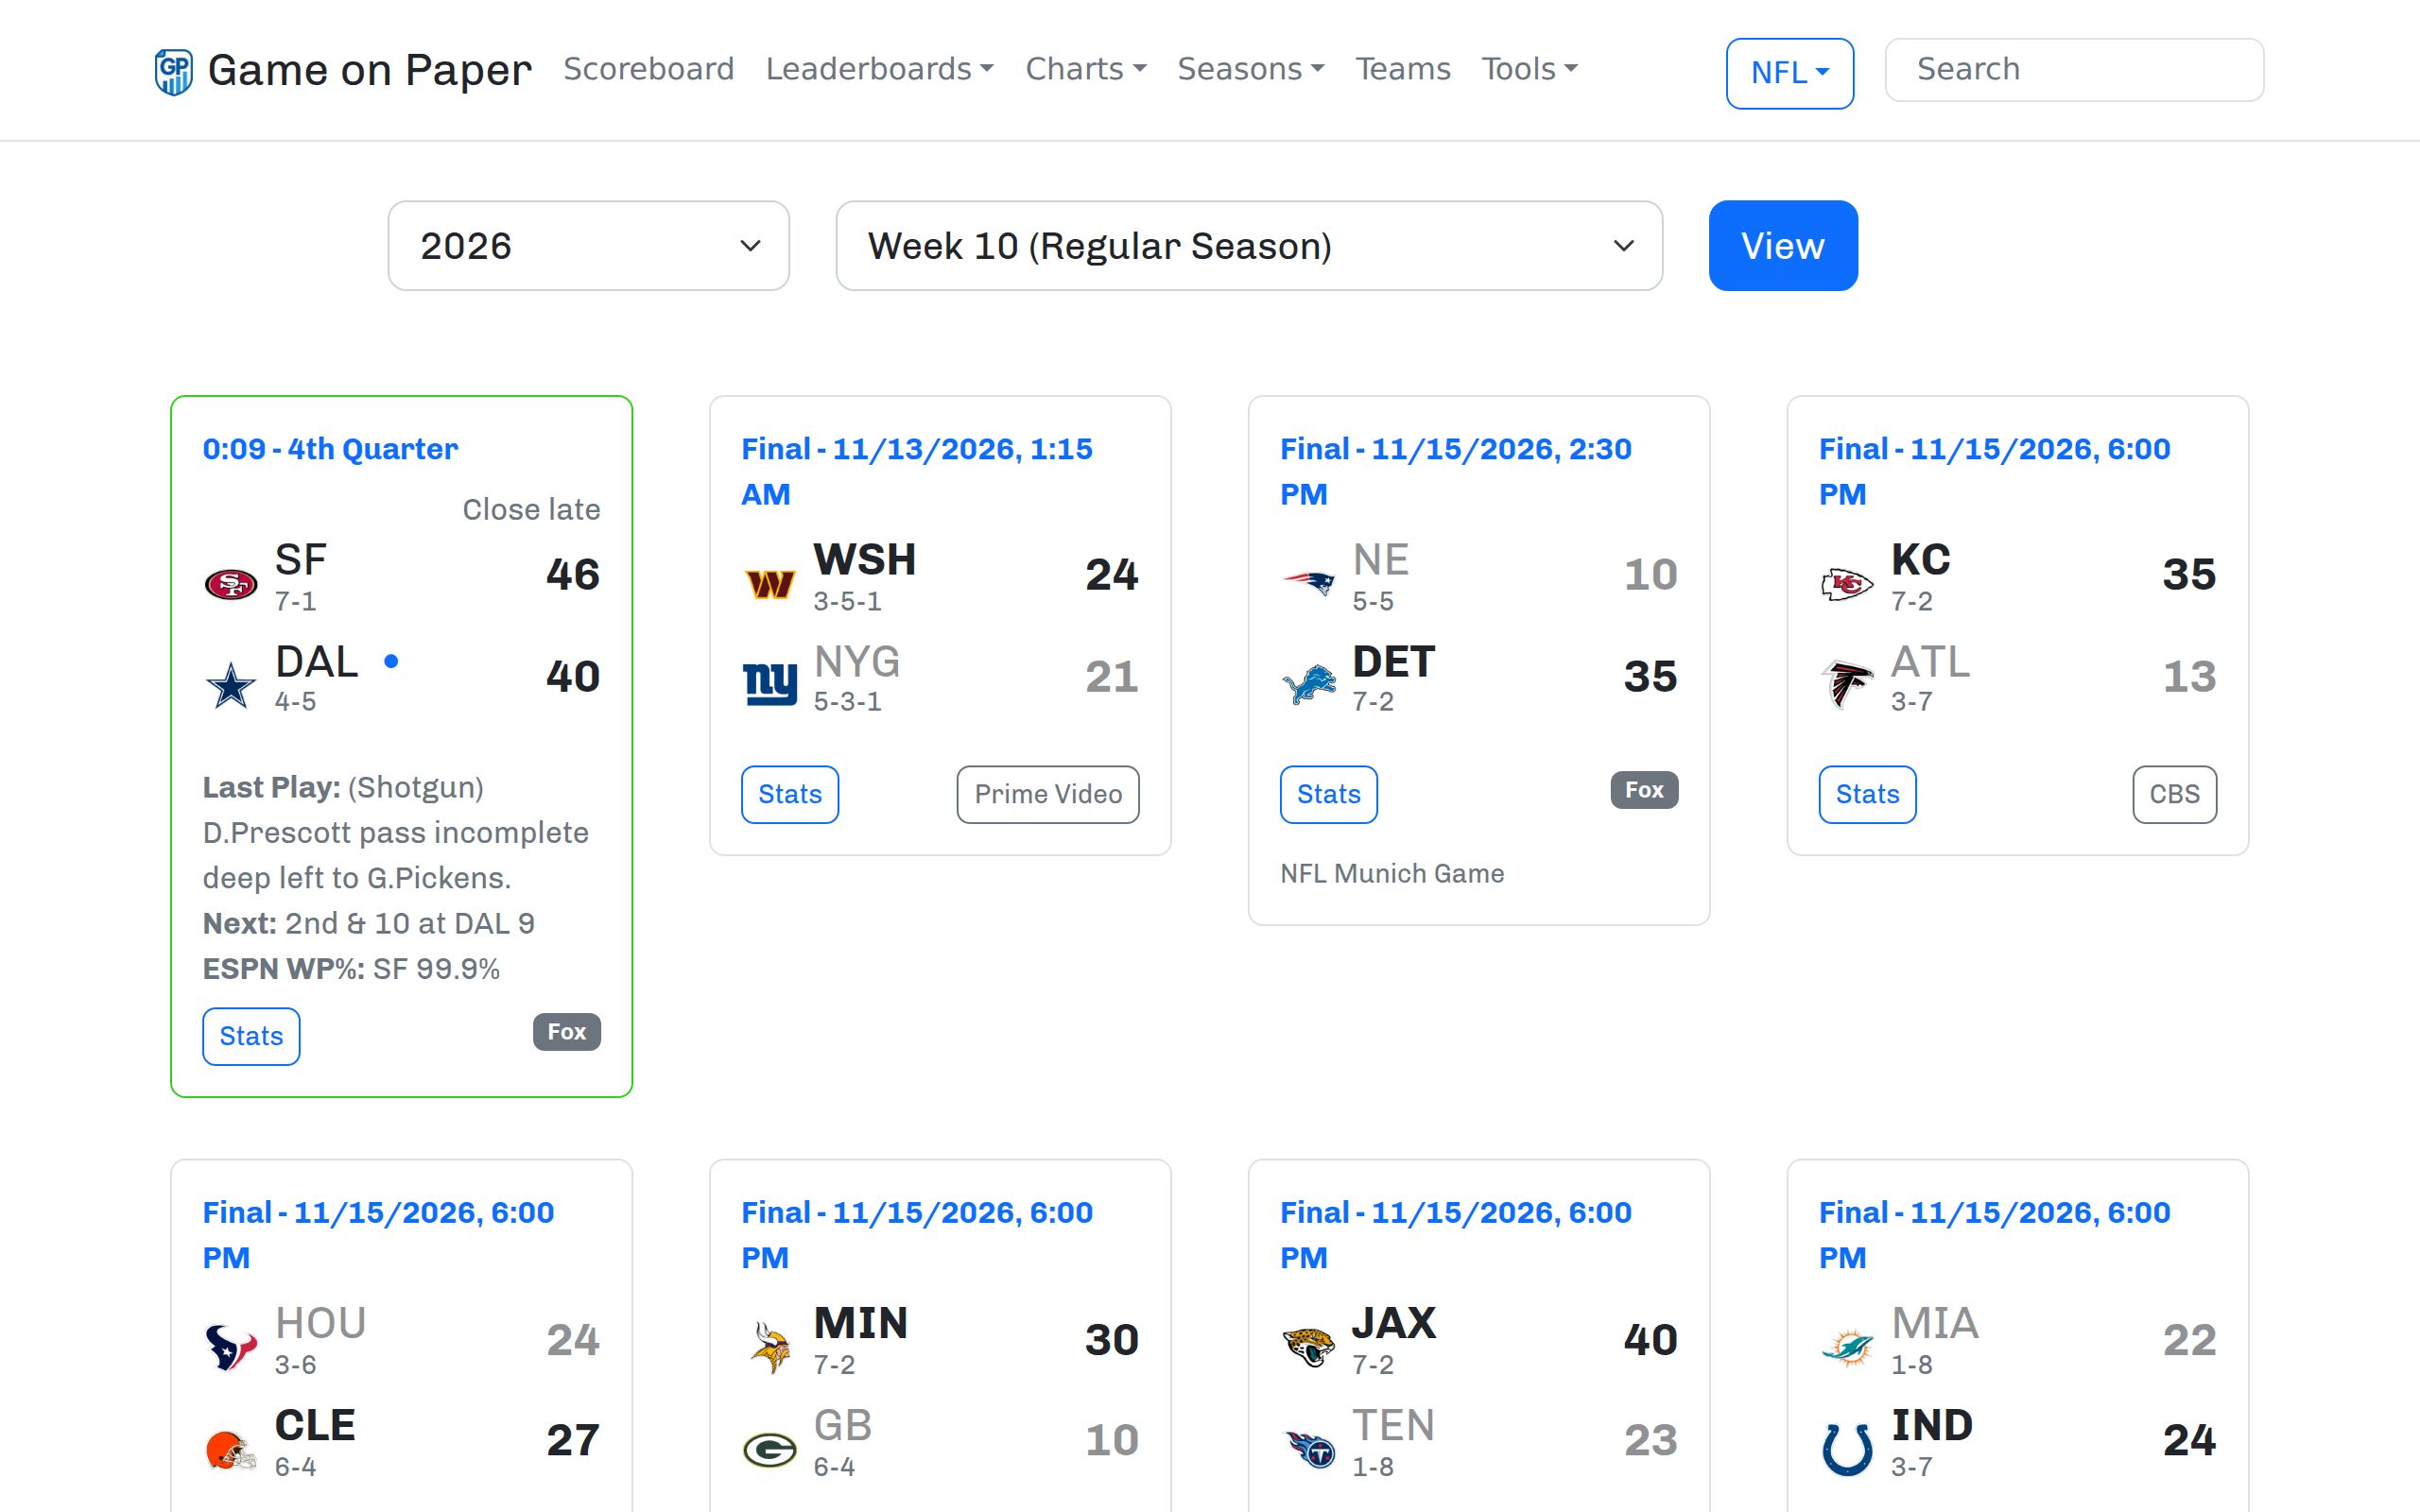 GP Game on Paper Scoreboard Leaderboards Charts Seasons Teams Tools NFL Search
2026 Week 10 (Regular Season) View
0:09 - 4th Quarter
Close late
SF 46
7-1
DAL 40
4-5
Last Play: (Shotgun)
D.Prescott pass incomplete
deep left to G.Pickens.
Next: 2nd & 10 at DAL 9
ESPN WP%: SF 99.9%
Stats Fox
Final - 11/13/2026, 1:15
AM
WSH 24
3-5-1
NYG 21
5-3-1
Stats Prime Video
Final - 11/15/2026, 2:30
PM
NE 10
5-5
DET 35
7-2
Stats Fox
NFL Munich Game
Final - 11/15/2026, 6:00
PM
KC 35
7-2
ATL 13
3-7
Stats CBS
Final - 11/15/2026, 6:00
PM
HOU 24
3-6
CLE 27
6-4
Final - 11/15/2026, 6:00
PM
MIN 30
7-2
GB 10
6-4
Final - 11/15/2026, 6:00
PM
JAX 40
7-2
TEN 23
1-8
Final - 11/15/2026, 6:00
PM
MIA 22
1-8
IND 24
3-7